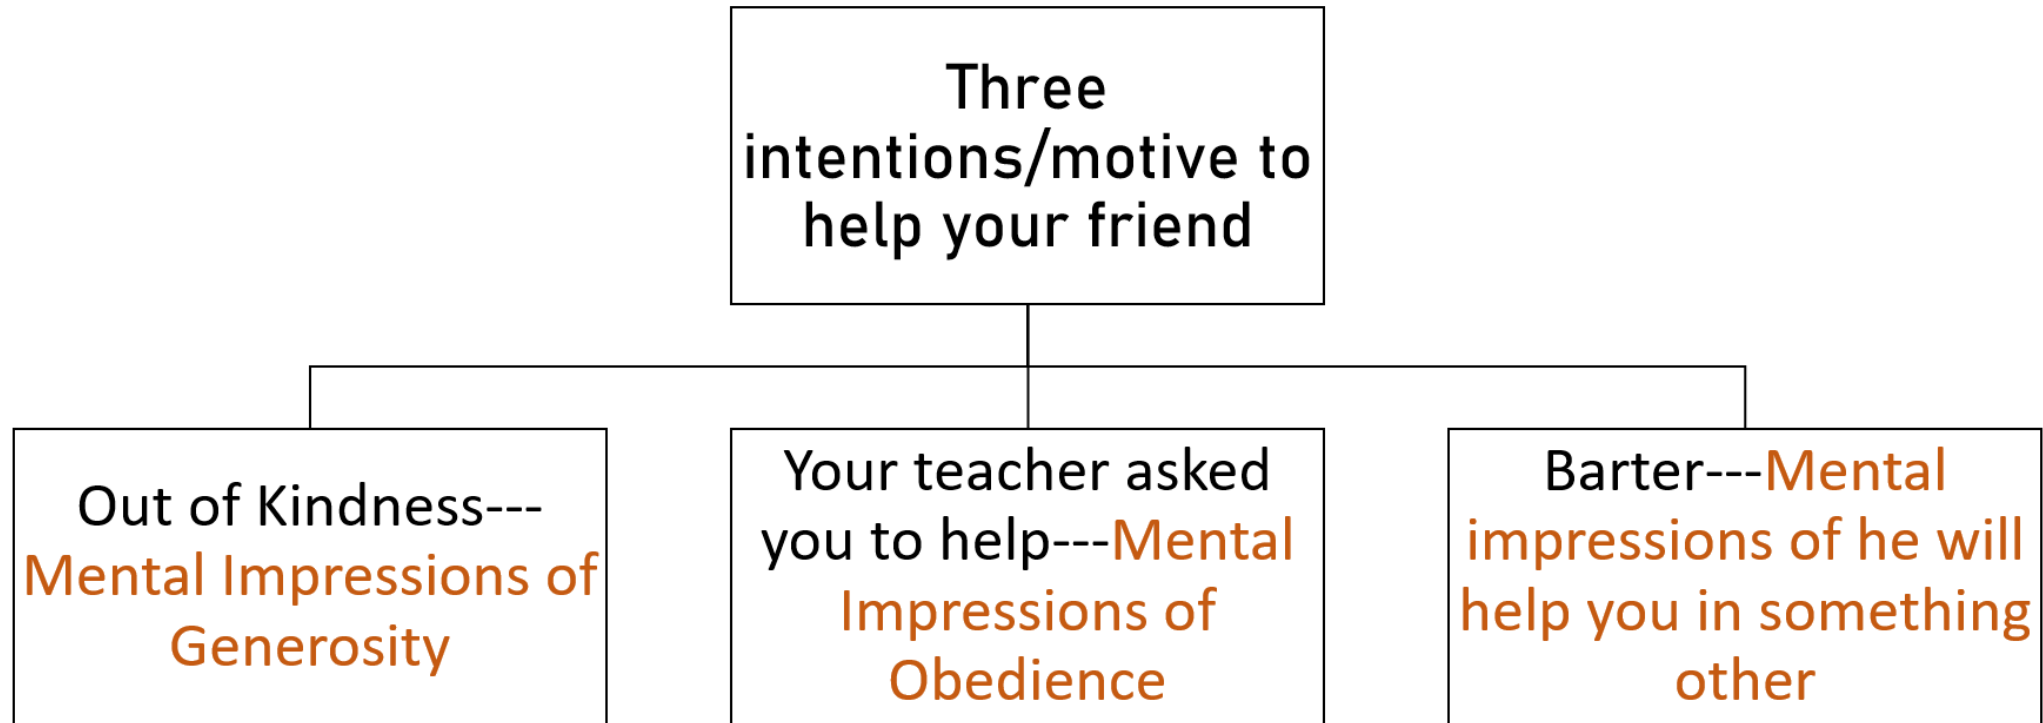 Three
intentions/motive to
help your friend
Out of Kindness---
Mental Impressions of
Generosity
Your teacher asked
you to help---Mental
Impressions of
Obedience
Barter---Mental
impressions of he will
help you in something
other